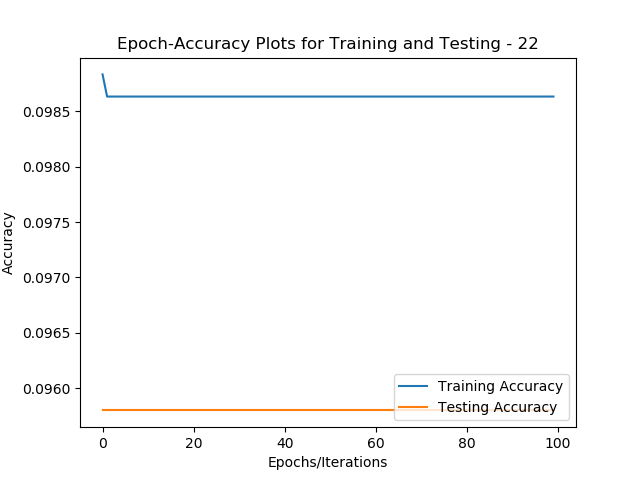 Epoch-Accuracy Plots for Training and Testing - 22
0.0985
0.0980
0.0975
0.0970
0.0965
0.0960
Accuracy
Training Accuracy
Testing Accuracy
0 20 40 60 80 100
Epochs/Iterations